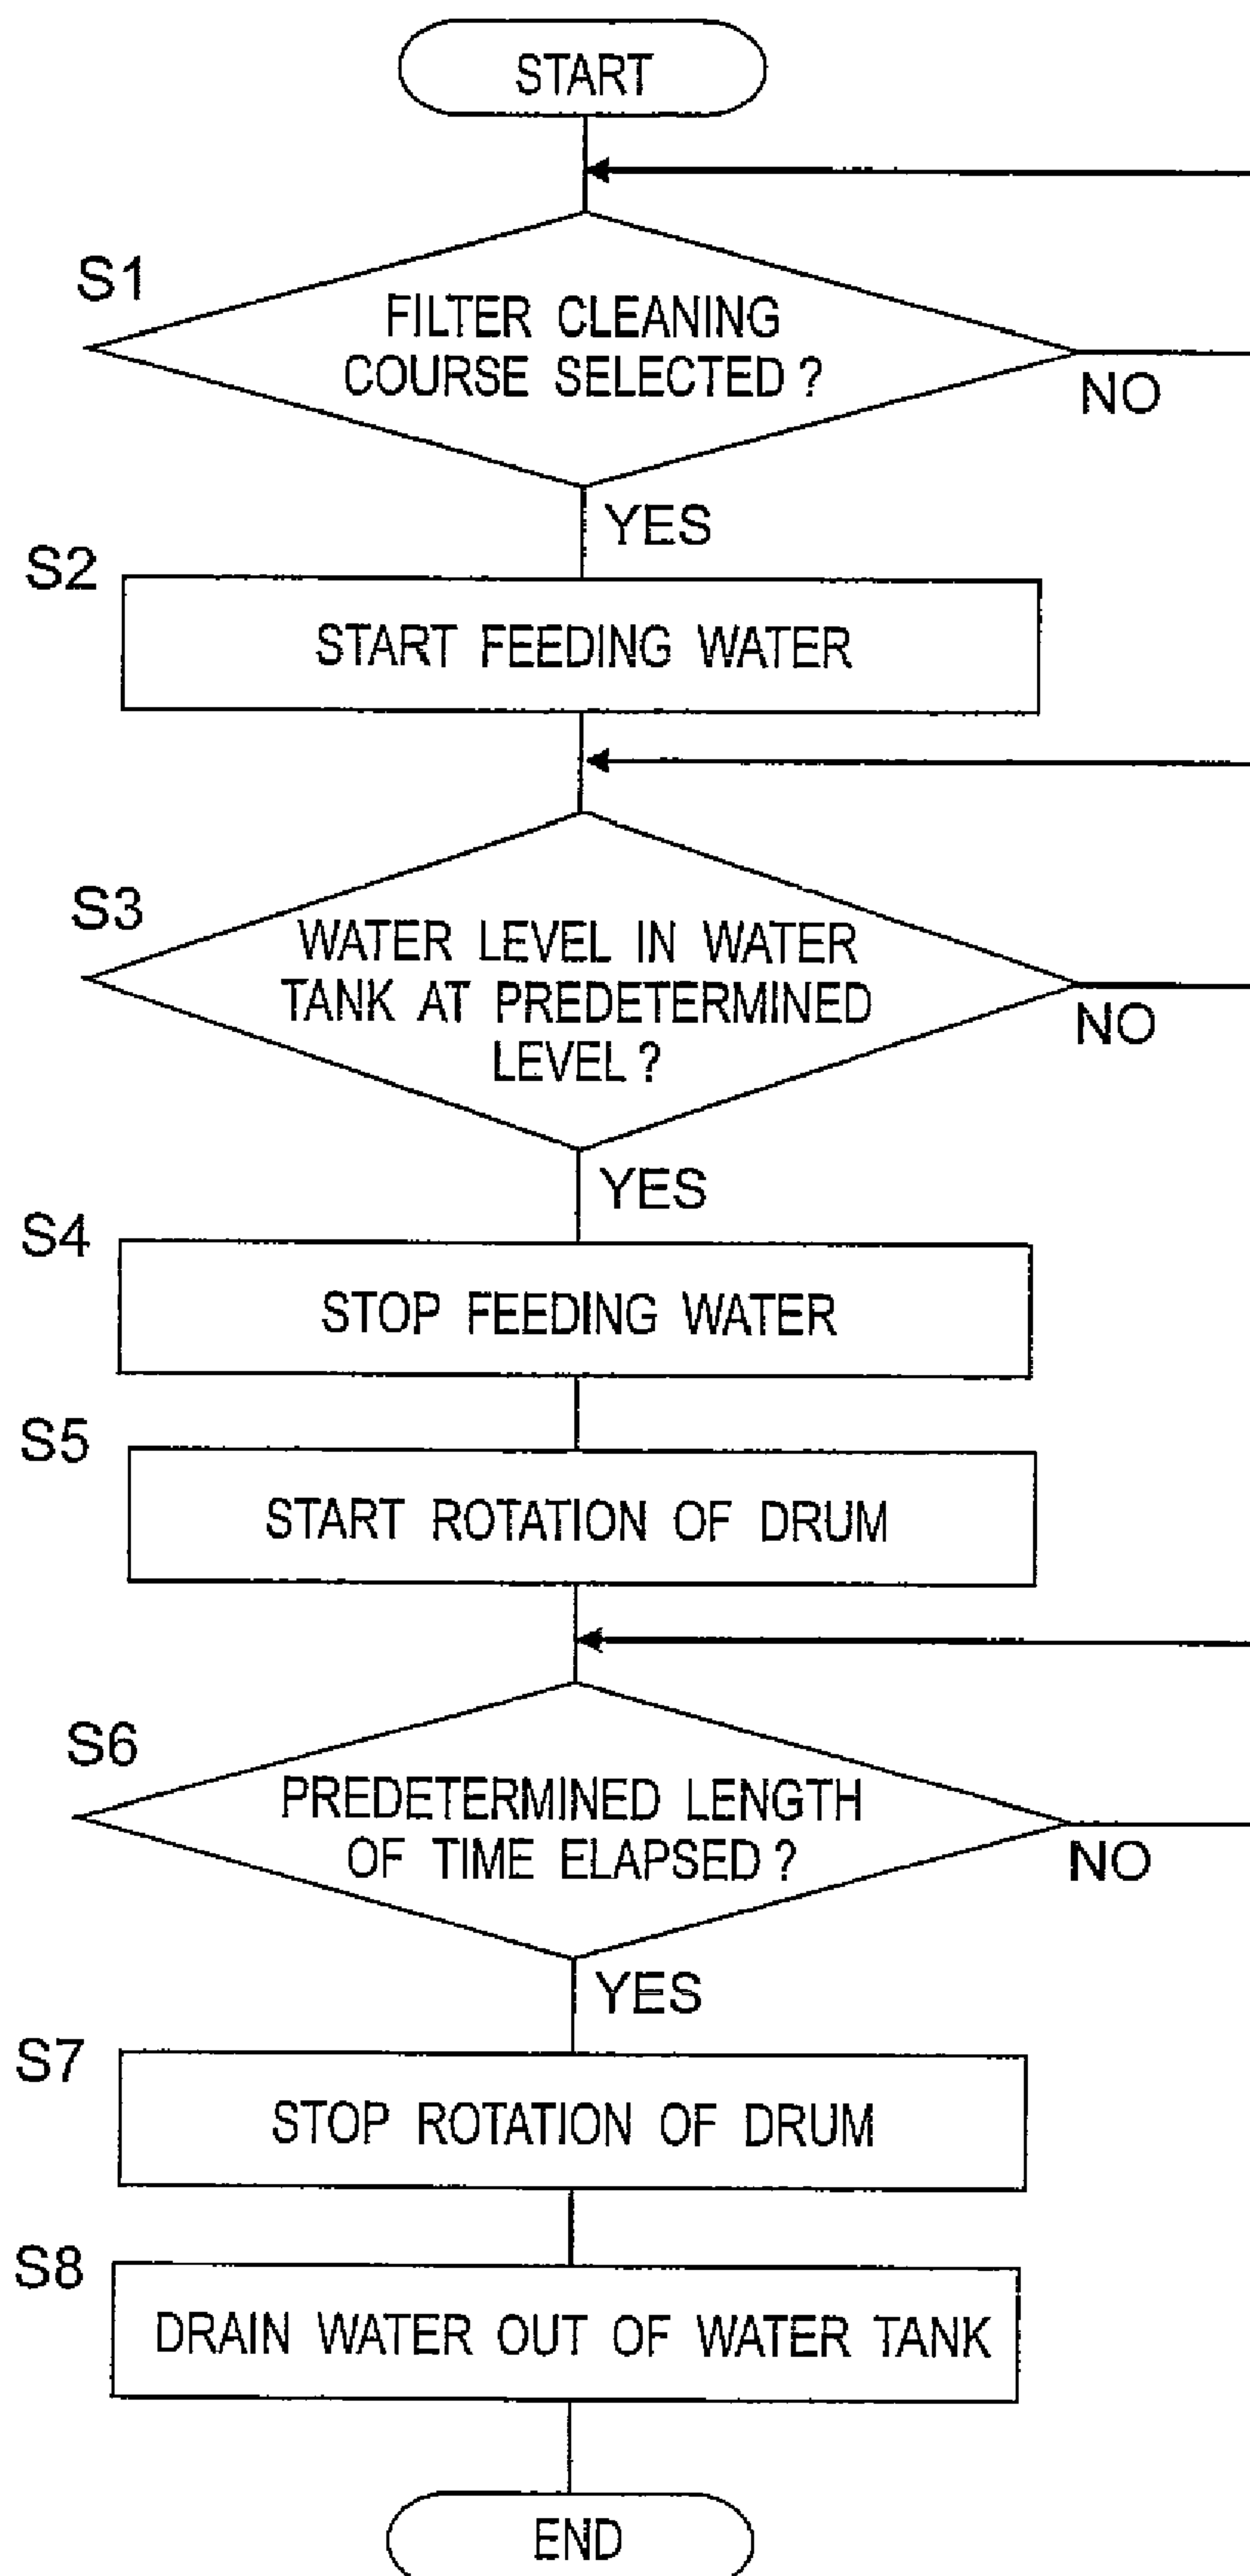 START
S1
FILTER CLEANING
COURSE SELECTED ?
NO
YES
S2
START FEEDING WATER
S3
WATER LEVEL IN WATER
TANK AT PREDETERMINED
LEVEL ?
NO
YES
S4
STOP FEEDING WATER
S5
START ROTATION OF DRUM
S6
PREDETERMINED LENGTH
OF TIME ELAPSED ?
NO
YES
S7
STOP ROTATION OF DRUM
S8
DRAIN WATER OUT OF WATER TANK
END